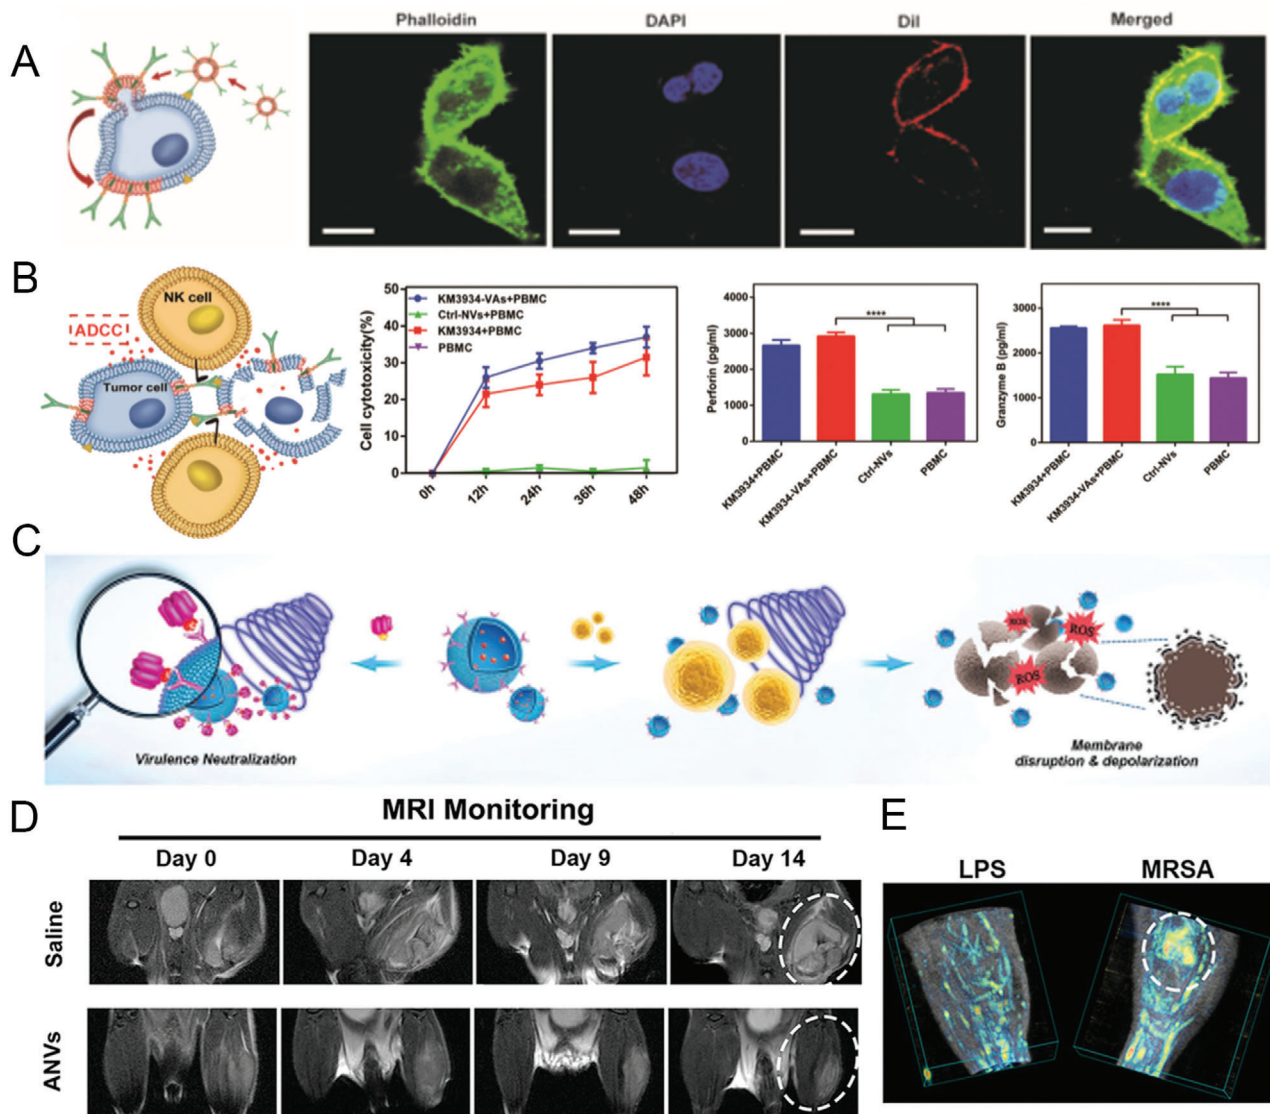 A
Phalloidin
DAPI
Dil
Merged
B
NK cell
ADCC
Tumor cell
Cell cytotoxicity(%)
50
40
30
20
10
0
KM3934-VAs+PBMC
Ctrl-NVs+PBMC
KM3934+PBMC
PBMC
0h
12h
24h
36h
48h
Perforin (pg/ml)
4000
3000
2000
1000
0
****
KM3934+PBMC
KM3934-VAs+PBMC
Ctrl-NVs
PBMC
Granzyme B (pg/ml)
3000
2000
1000
0
****
KM3934+PBMC
KM3934-VAs+PBMC
Ctrl-NVs
PBMC
C
Virulence Neutralization
ROS
ROS
ROS
Membrane
disruption & depolarization
D
MRI Monitoring
Day 0
Day 4
Day 9
Day 14
Saline
ANVs
E
LPS
MRSA